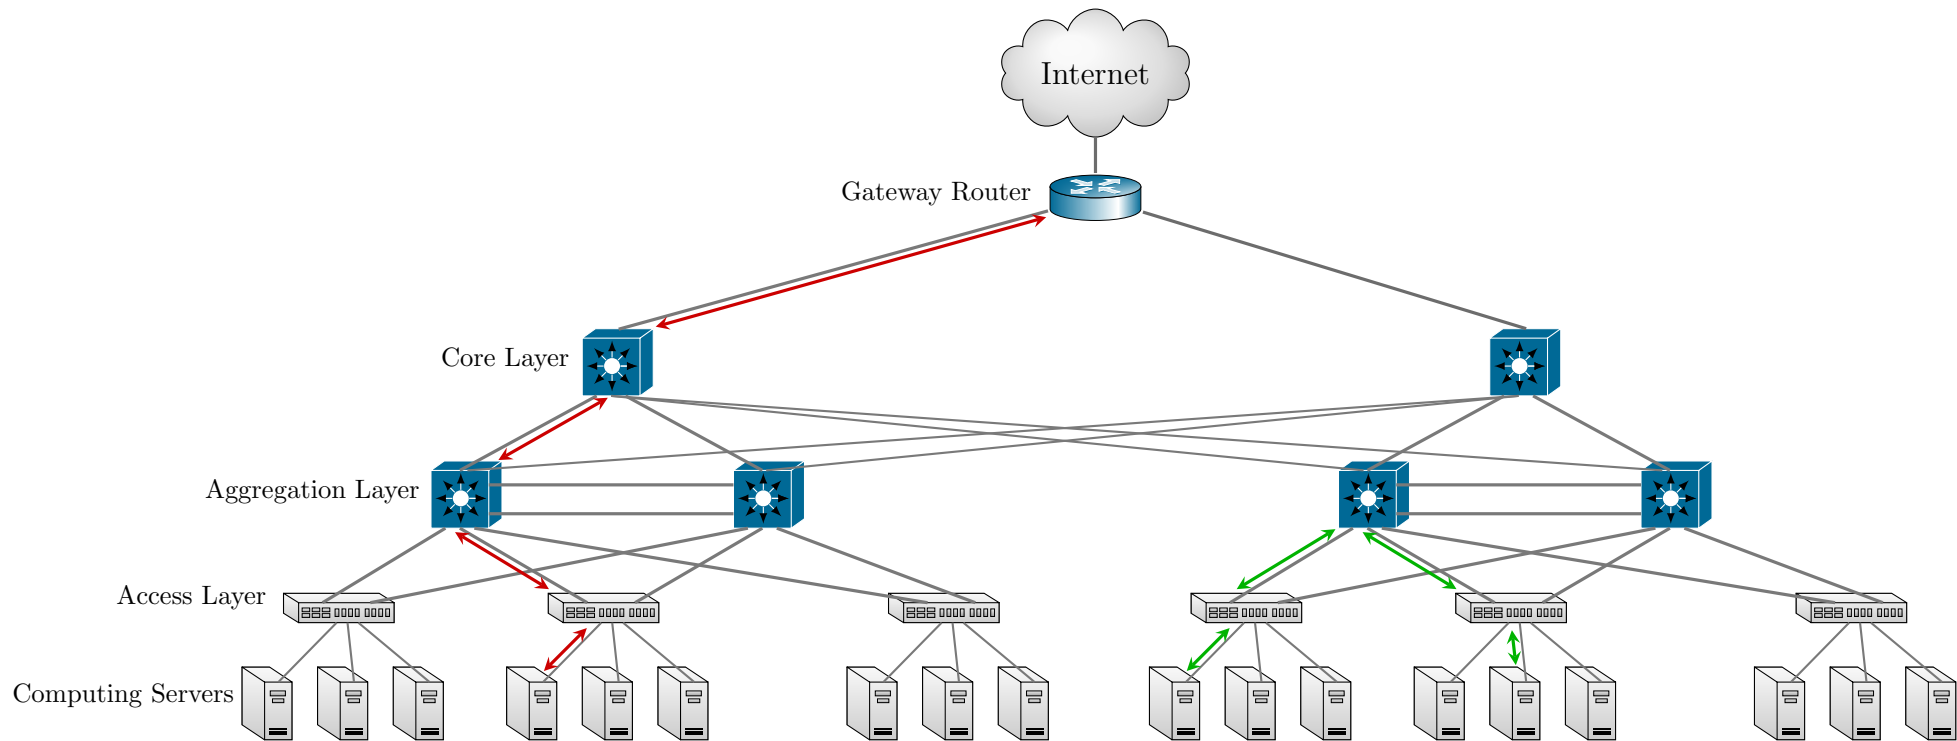 Internet
Gateway Router
Core Layer
Aggregation Layer
Access Layer
Computing Servers